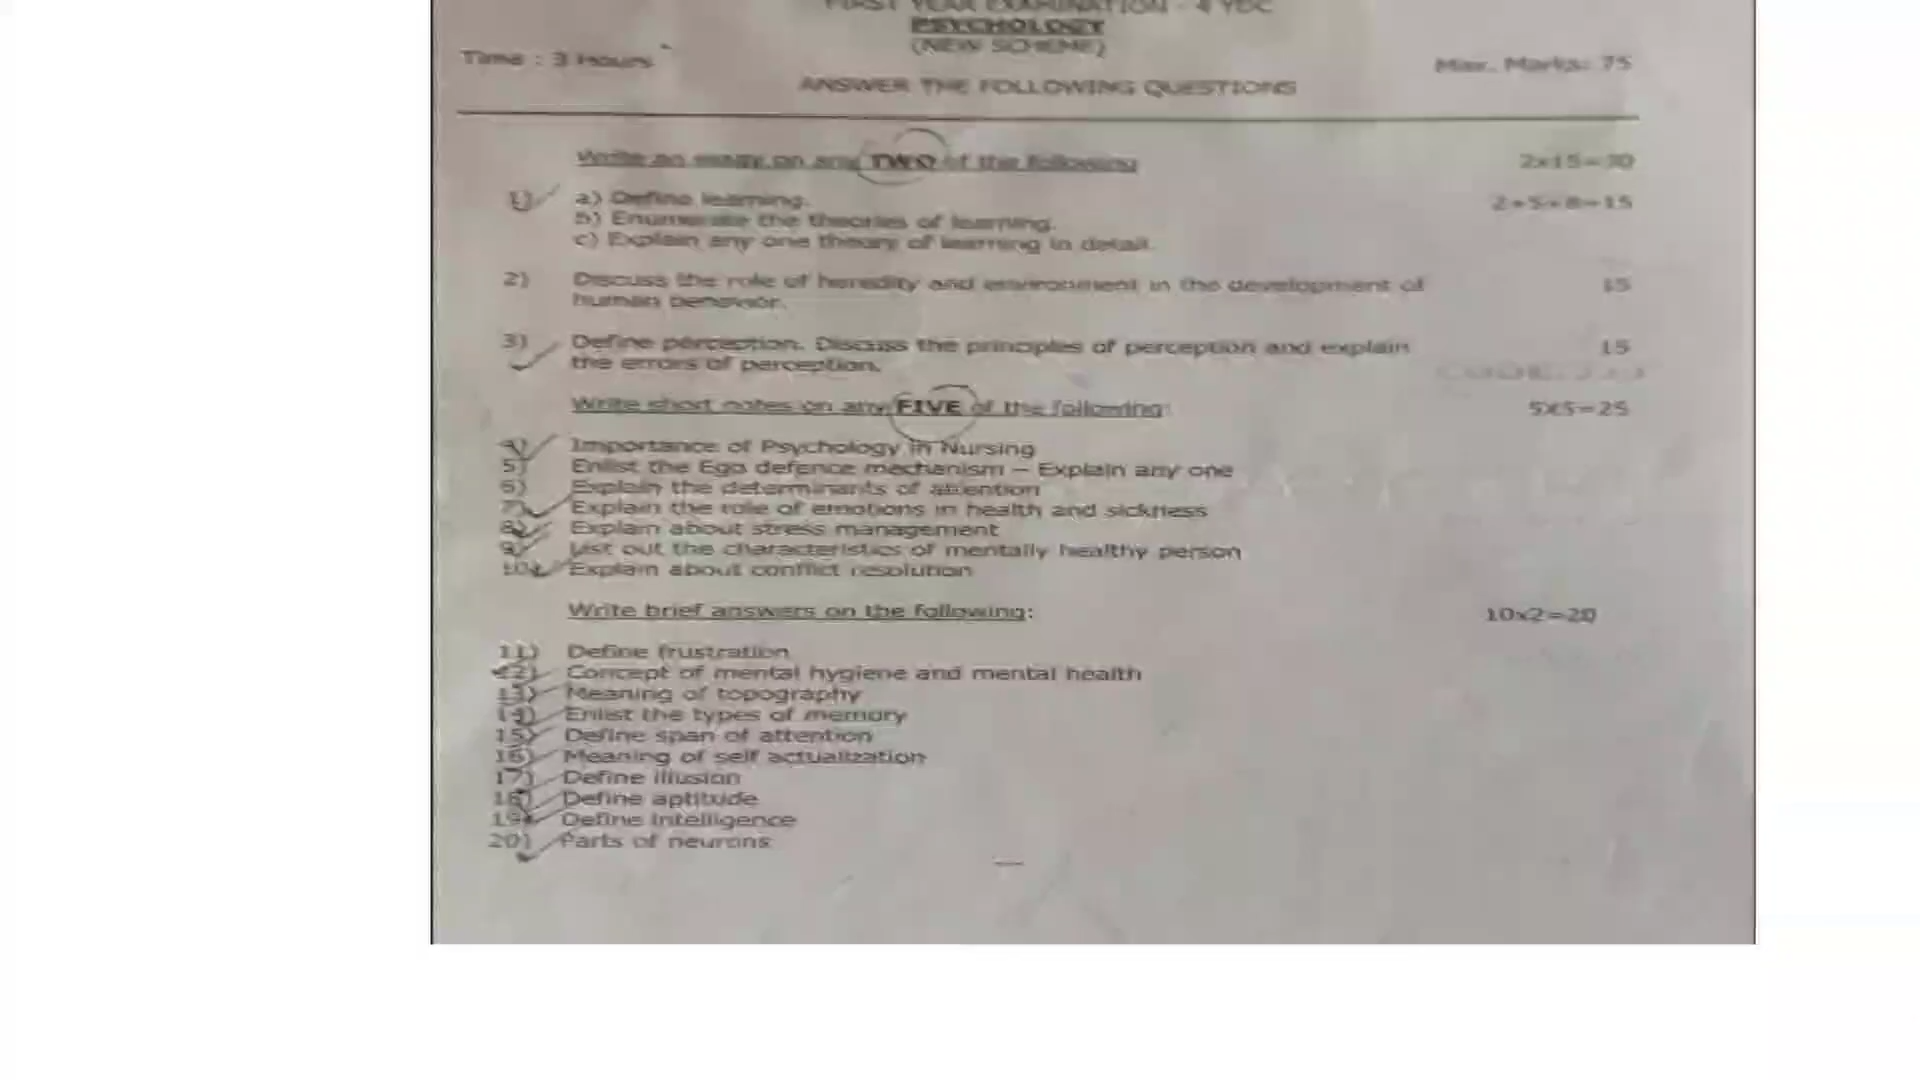 FIRST YEAR EXAMINATION - 4 YDC
PSYCHOLOGY
(NEW SCHEME)
Time : 3 Hours
Max. Marks: 75
ANSWER THE FOLLOWING QUESTIONS
Write an essay on any TWO of the following 2x15=30
1) a) Define learning. 2+5+8=15
b) Enumerate the theories of learning.
c) Explain any one theory of learning in detail.
2) Discuss the role of heredity and environment in the development of 15
human behavior.
3) Define perception. Discuss the principles of perception and explain 15
the errors of perception.
Write short notes on any FIVE of the following: 5X5=25
4) Importance of Psychology in Nursing
5) Enlist the Ego defence mechanism – Explain any one
6) Explain the determinants of attention
7) Explain the role of emotions in health and sickness
8) Explain about stress management
9) List out the characteristics of mentally healthy person
10) Explain about conflict resolution
Write brief answers on the following: 10x2=20
11) Define frustration
12) Concept of mental hygiene and mental health
13) Meaning of topography
14) Enlist the types of memory
15) Define span of attention
16) Meaning of self actualization
17) Define illusion
18) Define aptitude
19) Define intelligence
20) Parts of neurons